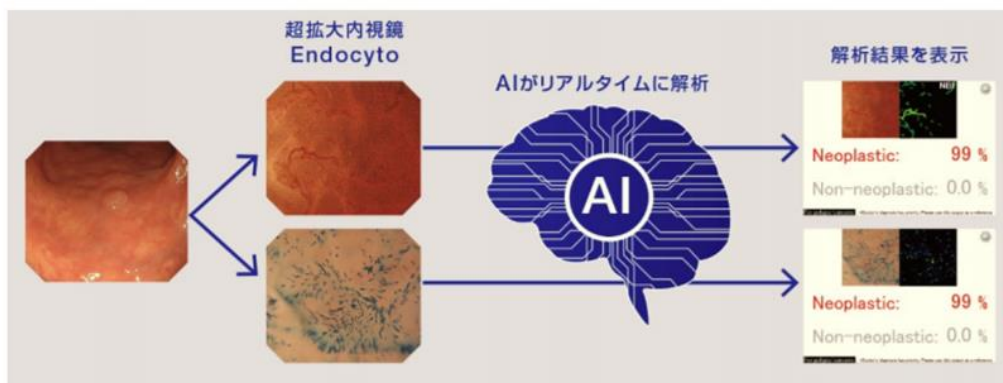 超拡大内視鏡
Endocyto
AIがリアルタイムに解析
解析結果を表示
AI
NBI
Neoplastic: 99 %
Non-neoplastic: 0.0 %
Neoplastic: 99 %
Non-neoplastic: 0.0 %